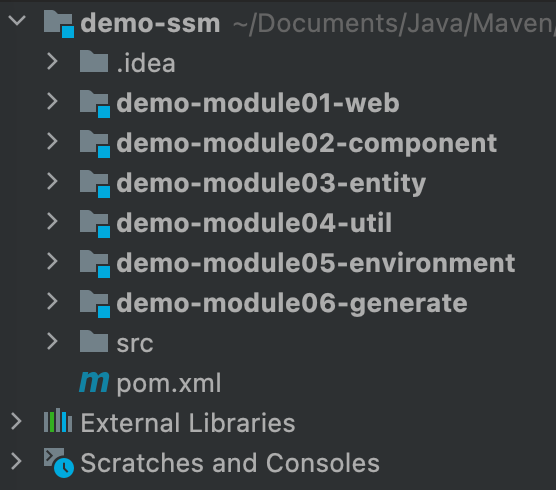 demo-ssm ~/Documents/Java/Maven/
.idea
demo-module01-web
demo-module02-component
demo-module03-entity
demo-module04-util
demo-module05-environment
demo-module06-generate
src
m pom.xml
External Libraries
Scratches and Consoles